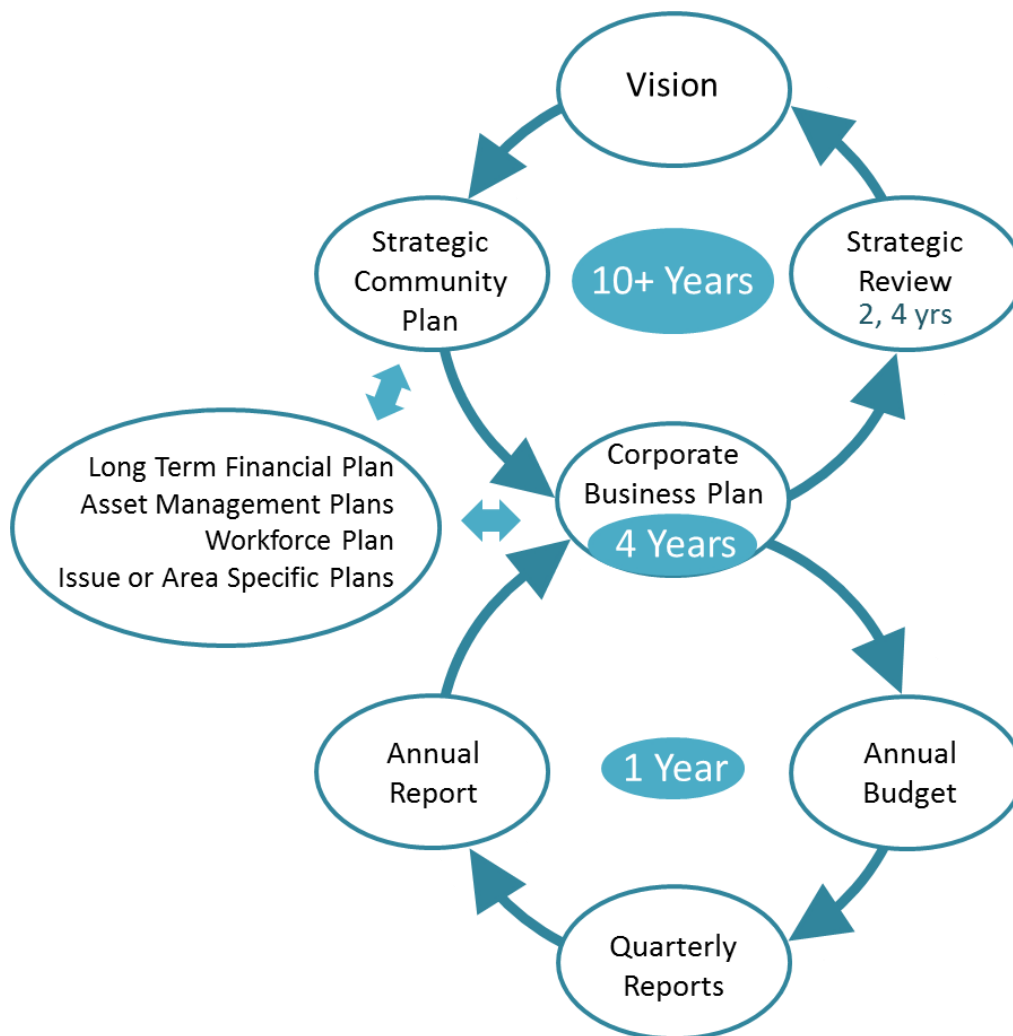 Vision
Strategic
Community
Plan
10+ Years
Strategic
Review
2, 4 yrs
Long Term Financial Plan
Asset Management Plans
Workforce Plan
Issue or Area Specific Plans
Corporate
Business Plan
4 Years
Annual
Report
1 Year
Annual
Budget
Quarterly
Reports